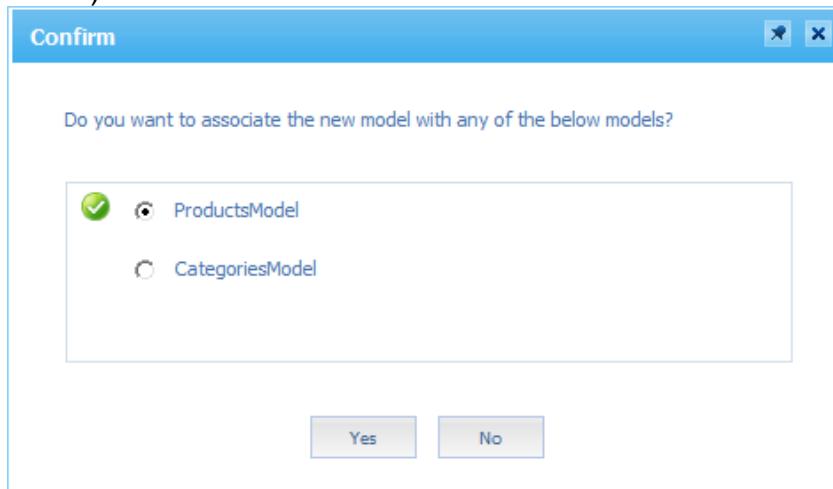 Confirm
Do you want to associate the new model with any of the below models?
ProductsModel
CategoriesModel
Yes No